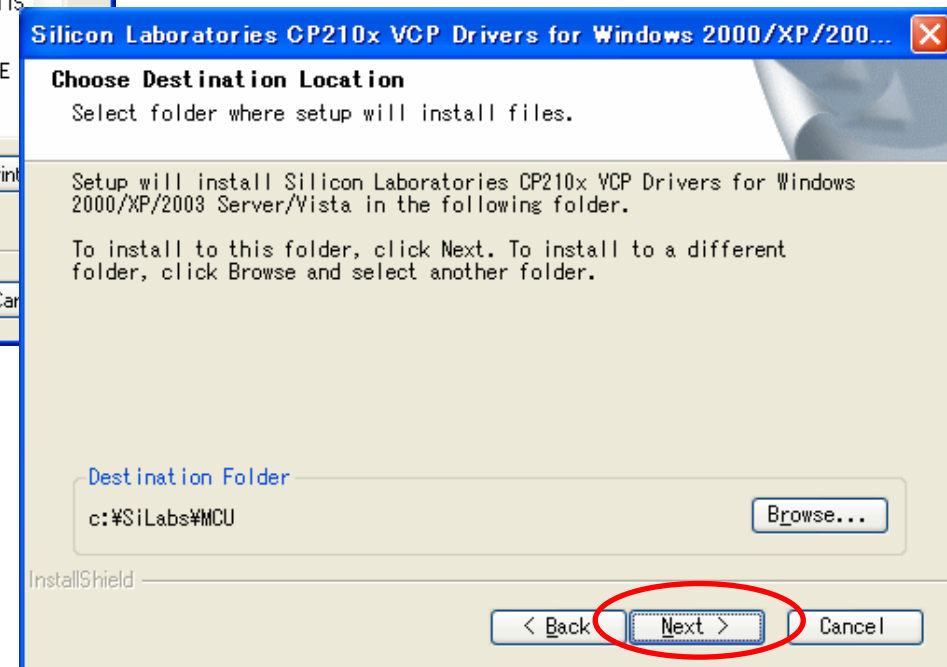 Silicon Laboratories CP210x VCP Drivers for Windows 2000/XP/200...
E
Choose Destination Location
Select folder where setup will install files.
Setup will install Silicon Laboratories CP210x VCP Drivers for Windows
2000/XP/2003 Server/Vista in the following folder.
To install to this folder, click Next. To install to a different
folder, click Browse and select another folder.
Destination Folder
c:¥SiLabs¥MCU
Browse...
InstallShield
< Back
Next >
Cancel